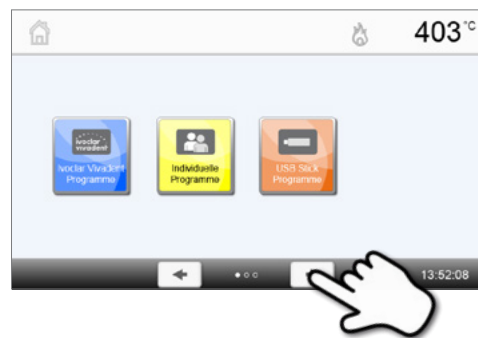 403 °C
ivoclar
vivadent
Ivoclar Vivadent
Programme
Individuelle
Programme
USB Stick
Programme
13:52:08